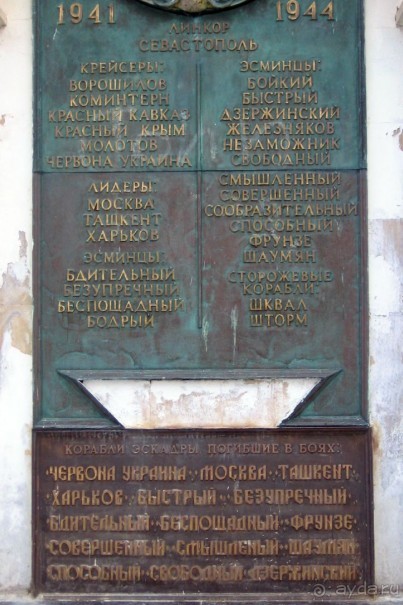 1941 1944
ЛИНКОР
СЕВАСТОПОЛЬ
КРЕЙСЕРЫ:
ВОРОШИЛОВ
КОМИНТЕРН
КРАСНЫЙ КАВКАЗ
КРАСНЫЙ КРЫМ
МОЛОТОВ
ЧЕРВОНА УКРАИНА
ЛИДЕРЫ:
МОСКВА
ТАШКЕНТ
ХАРЬКОВ
ЭСМИНЦЫ:
БДИТЕЛЬНЫЙ
БЕЗУПРЕЧНЫЙ
БЕСПОЩАДНЫЙ
БОДРЫЙ
ЭСМИНЦЫ:
БОЙКИЙ
БЫСТРЫЙ
ДЗЕРЖИНСКИЙ
ЖЕЛЕЗНЯКОВ
НЕЗАМОЖНИК
СВОБОДНЫЙ
СМЫШЛЕННЫЙ
СОВЕРШЕННЫЙ
СООБРАЗИТЕЛЬНЫЙ
СПОСОБНЫЙ
ФРУНЗЕ
ШАУМЯН
СТОРОЖЕВЫЕ
КОРАБЛИ:
ШКВАЛ
ШТОРМ
КОРАБЛИ ЭСКАДРЫ, ПОГИБШИЕ В БОЯХ:
ЧЕРВОНА УКРАИНА · МОСКВА · ТАШКЕНТ
ХАРЬКОВ · БЫСТРЫЙ · БЕЗУПРЕЧНЫЙ
БДИТЕЛЬНЫЙ · БЕСПОЩАДНЫЙ · ФРУНЗЕ
СОВЕРШЕННЫЙ · СМЫШЛЕНЫЙ · ШАУМЯН
СПОСОБНЫЙ · СВОБОДНЫЙ · ДЗЕРЖИНСКИЙ
© ayda.ru